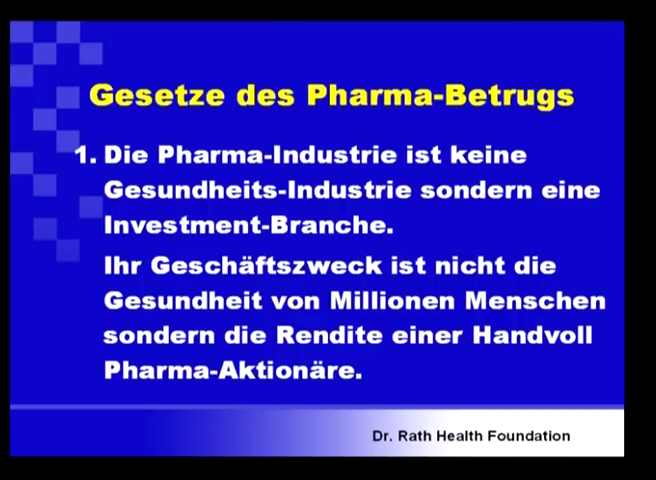 Gesetze des Pharma-Betrugs
1. Die Pharma-Industrie ist keine
Gesundheits-Industrie sondern eine
Investment-Branche.
Ihr Geschäftszweck ist nicht die
Gesundheit von Millionen Menschen
sondern die Rendite einer Handvoll
Pharma-Aktionäre.
Dr. Rath Health Foundation